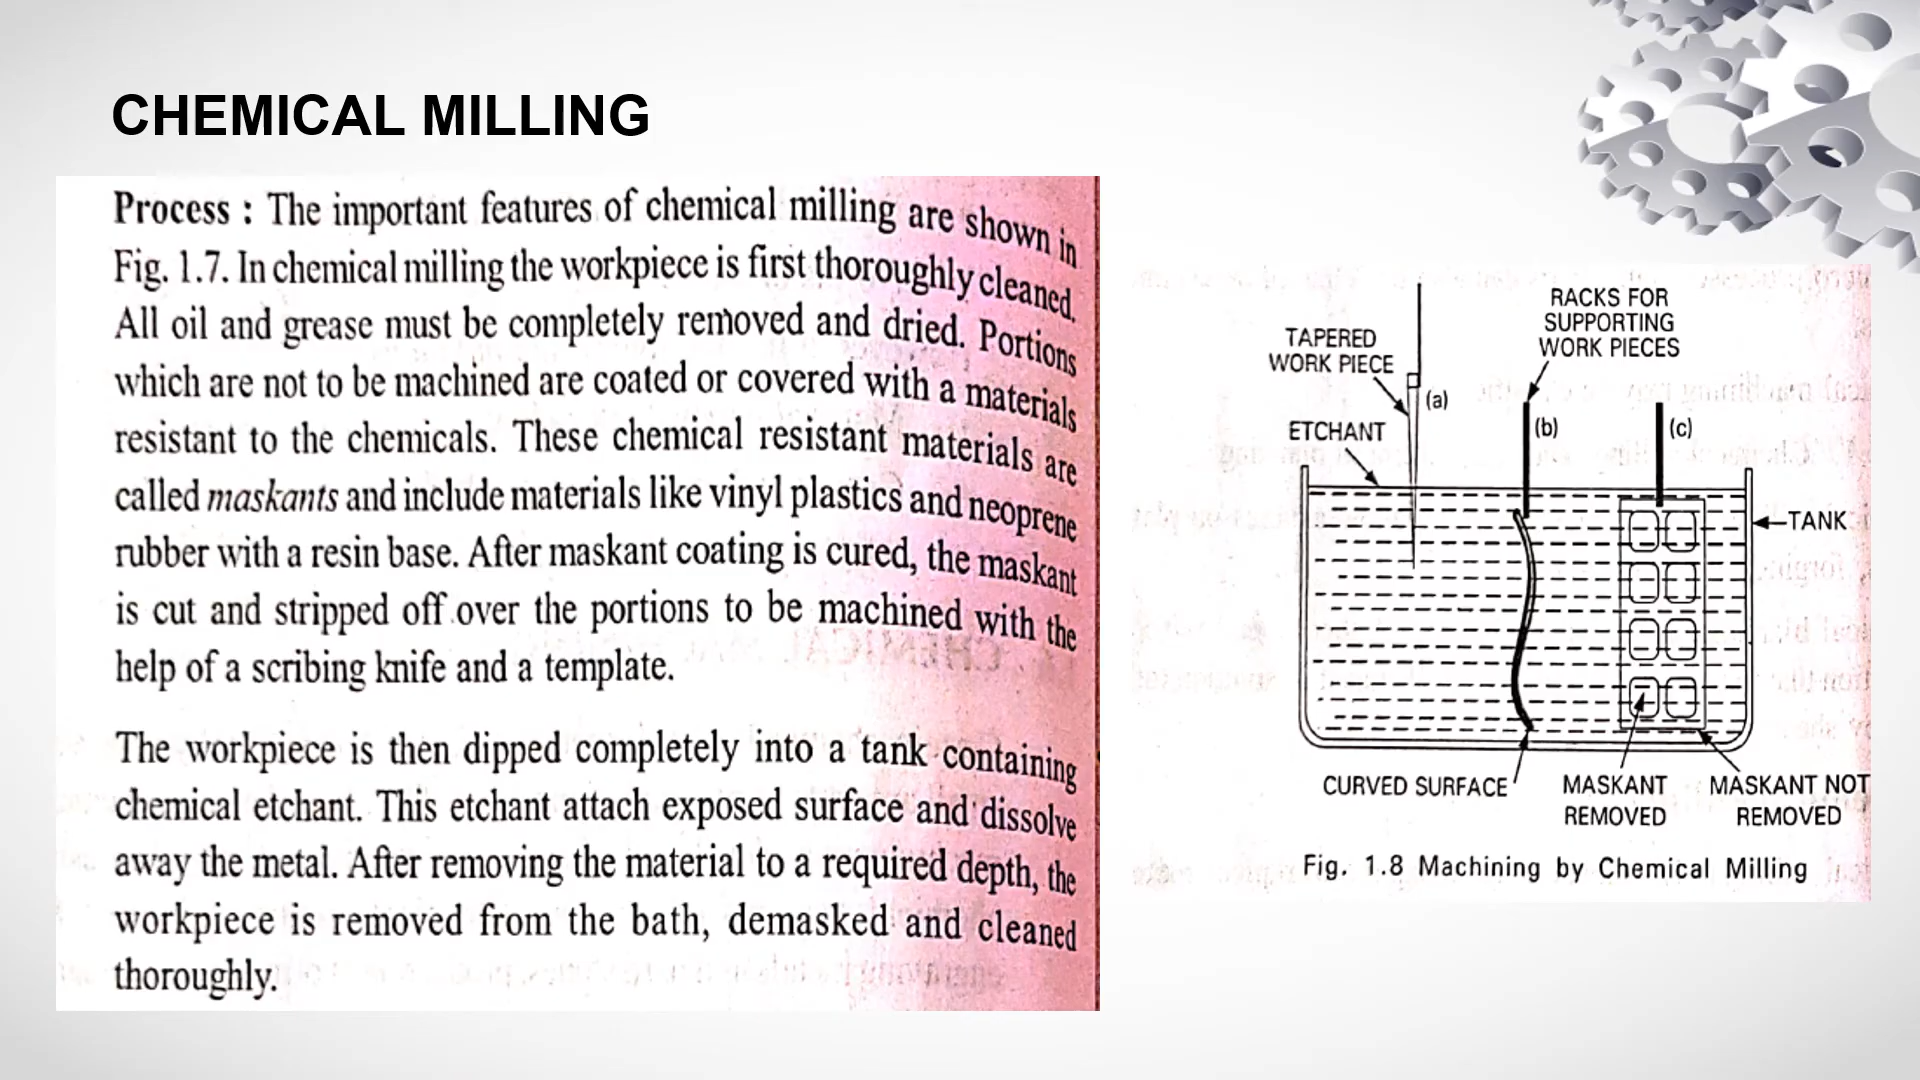 CHEMICAL MILLING
Process : The important features of chemical milling are shown in
Fig. 1.7. In chemical milling the workpiece is first thoroughly cleaned.
All oil and grease must be completely removed and dried. Portions
which are not to be machined are coated or covered with a materials
resistant to the chemicals. These chemical resistant materials are
called maskants and include materials like vinyl plastics and neoprene
rubber with a resin base. After maskant coating is cured, the maskant
is cut and stripped off over the portions to be machined with the
help of a scribing knife and a template.
The workpiece is then dipped completely into a tank containing
chemical etchant. This etchant attach exposed surface and dissolve
away the metal. After removing the material to a required depth, the
workpiece is removed from the bath, demasked and cleaned
thoroughly.
RACKS FOR
SUPPORTING
WORK PIECES
TAPERED
WORK PIECE
(a)
(b)
(c)
ETCHANT
TANK
CURVED SURFACE
MASKANT
REMOVED
MASKANT NOT
REMOVED
Fig. 1.8 Machining by Chemical Milling